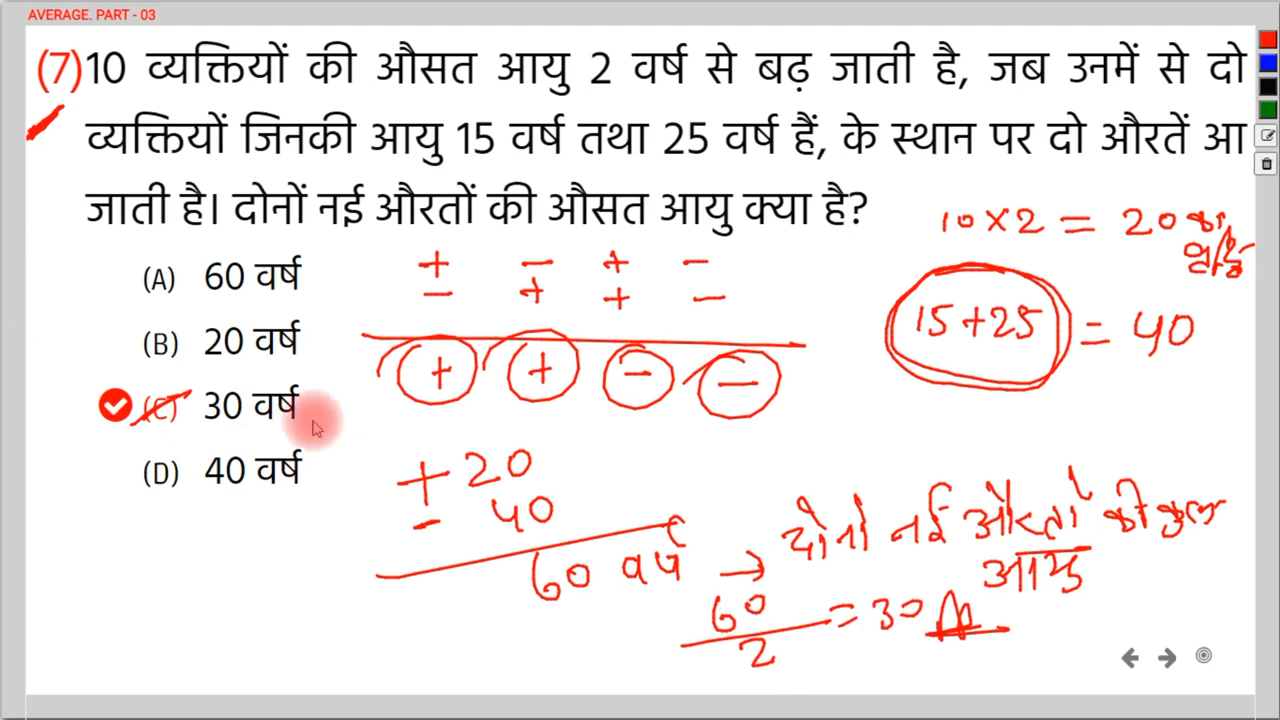 AVERAGE. PART - 03
(7) 10 व्यक्तियों की औसत आयु 2 वर्ष से बढ़ जाती है, जब उनमें से दो
व्यक्तियों जिनकी आयु 15 वर्ष तथा 25 वर्ष हैं, के स्थान पर दो औरतें आ
जाती है। दोनों नई औरतों की औसत आयु क्या है?
(A) 60 वर्ष
(B) 20 वर्ष
(C) 30 वर्ष
(D) 40 वर्ष
10 × 2 = 20 की
वृद्धि
15 + 25 = 40
+ - + -
- + + -
+ + - -
+ 20
- 40
60 वर्ष → दोनों नई औरतों की कुल
आयु
60
2
= 30